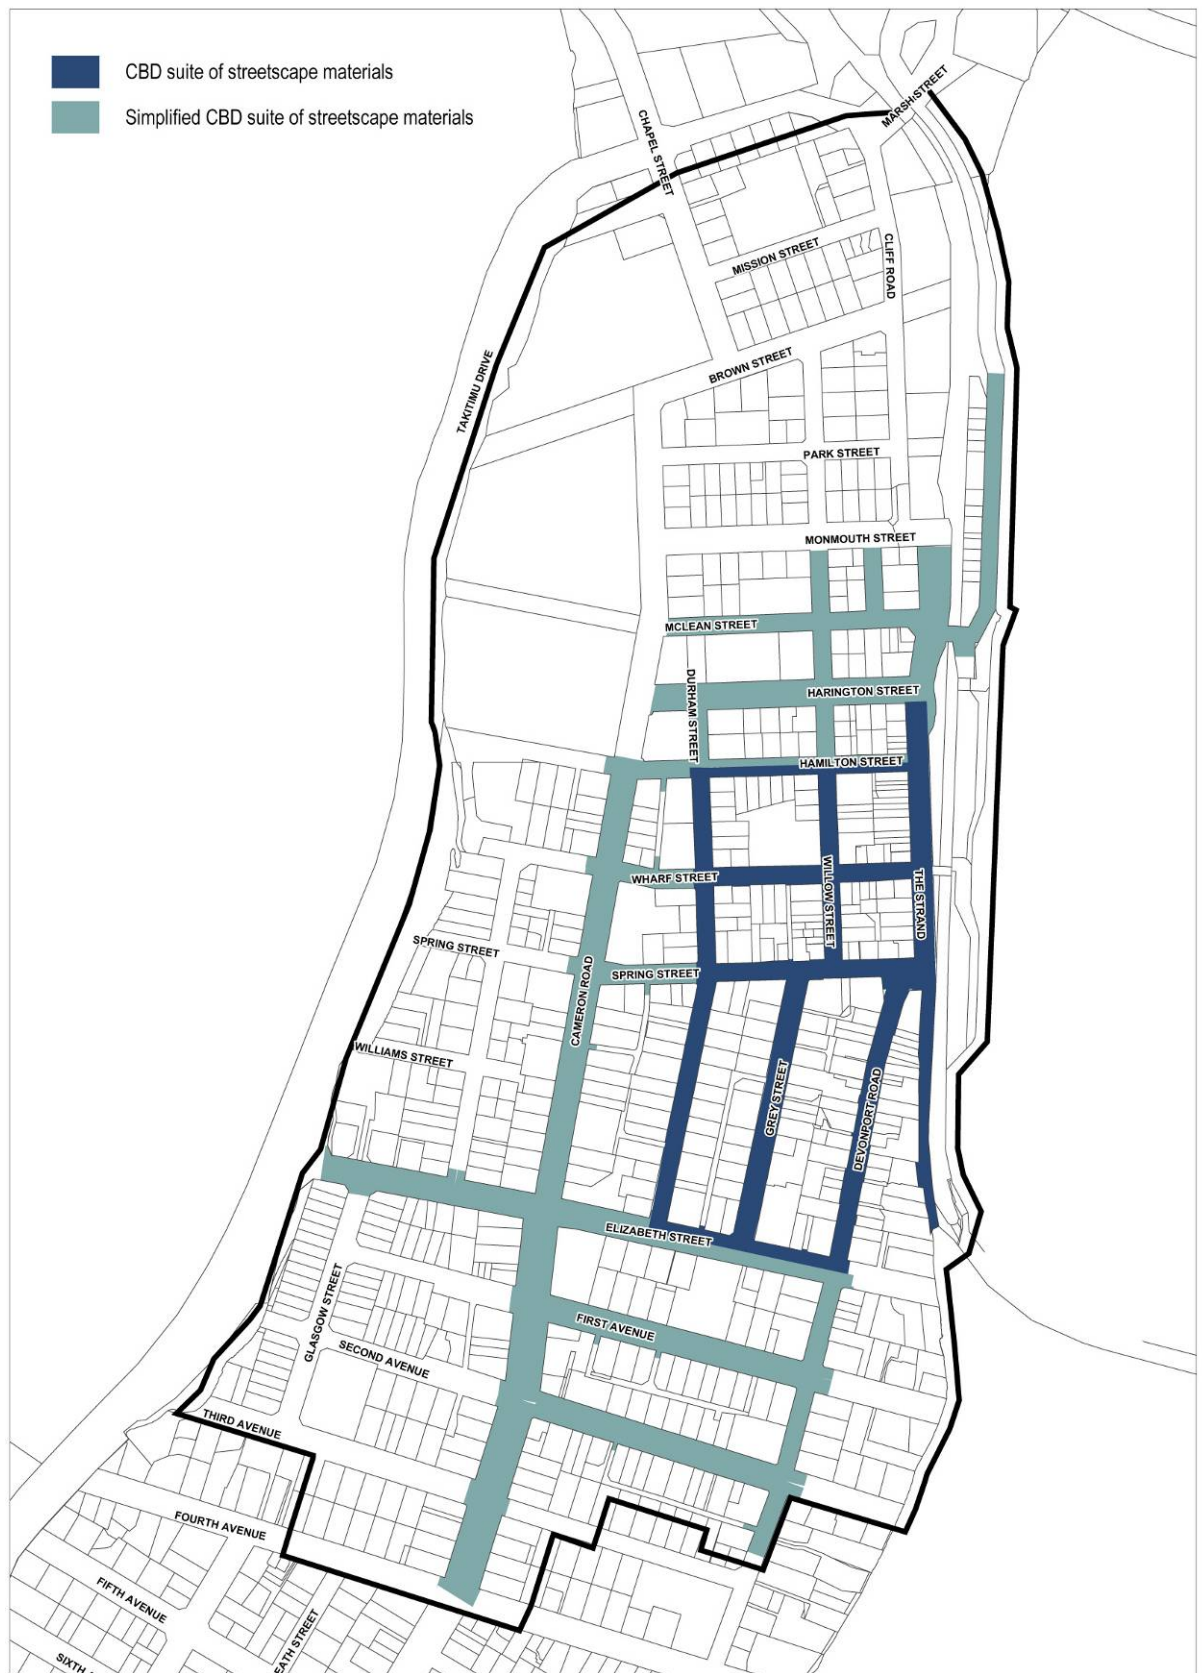 CBD suite of streetscape materials
Simplified CBD suite of streetscape materials
MARSH STREET
CHAPEL STREET
MISSION STREET
CLIFF ROAD
BROWN STREET
TAKITIMU DRIVE
PARK STREET
MONMOUTH STREET
MCLEAN STREET
DURHAM STREET
HARINGTON STREET
HAMILTON STREET
WHARF STREET
WILLOW STREET
THE STRAND
SPRING STREET
SPRING STREET
CAMERON ROAD
WILLIAMS STREET
GREY STREET
DEVONPORT ROAD
ELIZABETH STREET
GLASGOW STREET
FIRST AVENUE
SECOND AVENUE
THIRD AVENUE
FOURTH AVENUE
FIFTH AVENUE
EATH STREET
SIXTH